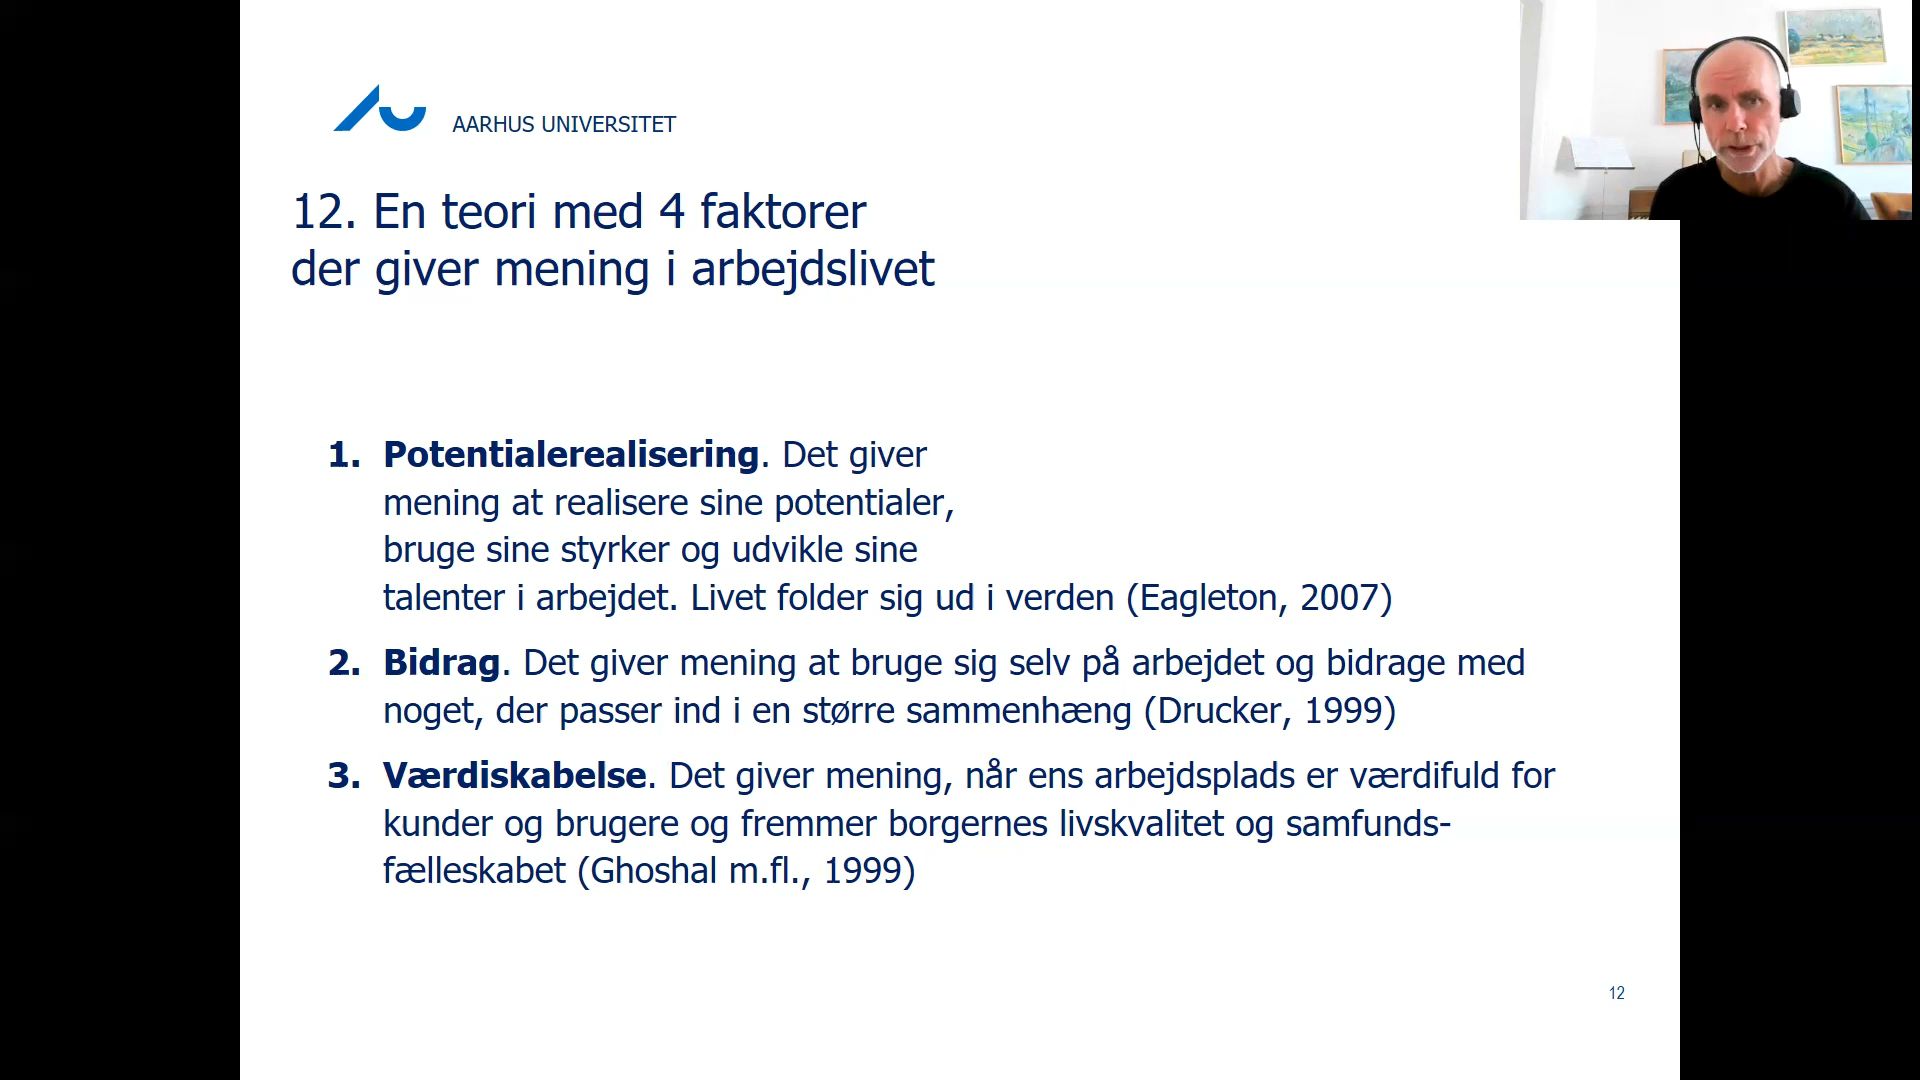 AARHUS UNIVERSITET
12. En teori med 4 faktorer
der giver mening i arbejdslivet
1. Potentialerealisering. Det giver
mening at realisere sine potentialer,
bruge sine styrker og udvikle sine
talenter i arbejdet. Livet folder sig ud i verden (Eagleton, 2007)
2. Bidrag. Det giver mening at bruge sig selv på arbejdet og bidrage med
noget, der passer ind i en større sammenhæng (Drucker, 1999)
3. Værdiskabelse. Det giver mening, når ens arbejdsplads er værdifuld for
kunder og brugere og fremmer borgernes livskvalitet og samfunds-
fælleskabet (Ghoshal m.fl., 1999)
12